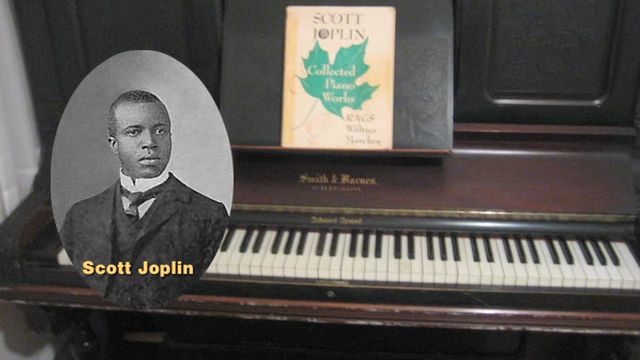 SCOTT
JOPLIN
Collected
Piano
Works
RAGS
Waltzes
Marches
Smith & Barnes.
CHICAGO
Scott Joplin